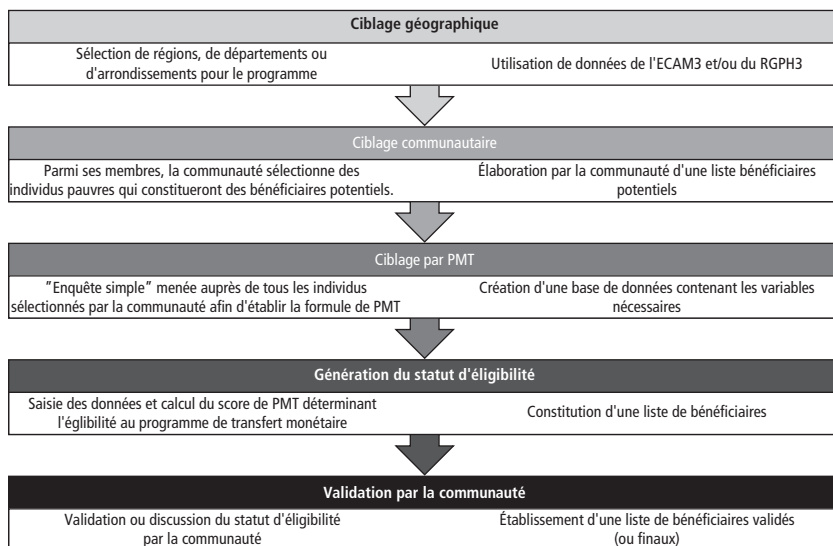 Ciblage géographique
Sélection de régions, de départements ou
d'arrondissements pour le programme
Utilisation de données de l'ECAM3 et/ou du RGPH3
Ciblage communautaire
Parmi ses membres, la communauté sélectionne des
individus pauvres qui constitueront des bénéficiaires potentiels.
Élaboration par la communauté d'une liste bénéficiaires
potentiels
Ciblage par PMT
"Enquête simple" menée auprès de tous les individus
sélectionnés par la communauté afin d'établir la formule de PMT
Création d'une base de données contenant les variables
nécessaires
Génération du statut d'éligibilité
Saisie des données et calcul du score de PMT déterminant
l'églibilité au programme de transfert monétaire
Constitution d'une liste de bénéficiaires
Validation par la communauté
Validation ou discussion du statut d'éligibilité
par la communauté
Établissement d'une liste de bénéficiaires validés
(ou finaux)